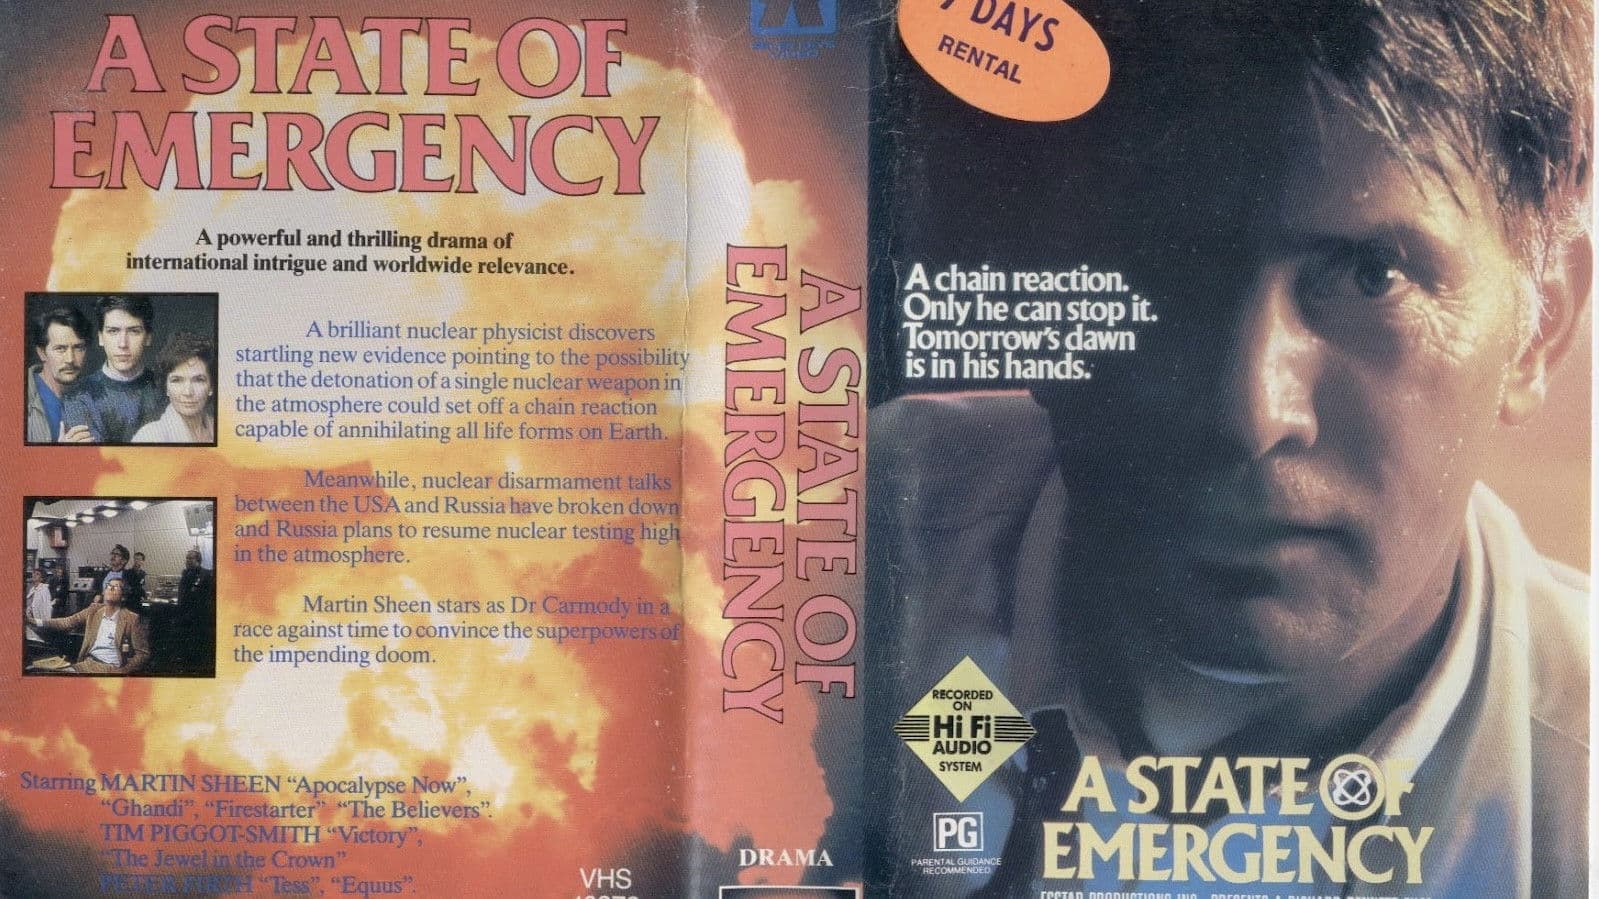 A STATE OF
EMERGENCY
A powerful and thrilling drama of
international intrigue and worldwide relevance.
A brilliant nuclear physicist discovers
startling new evidence pointing to the possibility
that the detonation of a single nuclear weapon in
the atmosphere could set off a chain reaction
capable of annihilating all life forms on Earth.
Meanwhile, nuclear disarmament talks
between the USA and Russia have broken down
and Russia plans to resume nuclear testing high
in the atmosphere.
Martin Sheen stars as Dr Carmody in a
race against time to convince the superpowers of
the impending doom.
Starring MARTIN SHEEN “Apocalypse Now”,
“Ghandi”, “Firestarter” “The Believers”.
TIM PIGGOT-SMITH “Victory”,
“The Jewel in the Crown”
PETER FIRTH “Tess”, “Equus”.
VHS
A STATE OF
EMERGENCY
DRAMA
7 DAYS
RENTAL
A chain reaction.
Only he can stop it.
Tomorrow's dawn
is in his hands.
RECORDED
ON
Hi Fi
AUDIO
SYSTEM
PG
PARENTAL GUIDANCE
RECOMMENDED
A STATE OF
EMERGENCY
PRODUCTIONS INC. PRESENTS A RICHARD